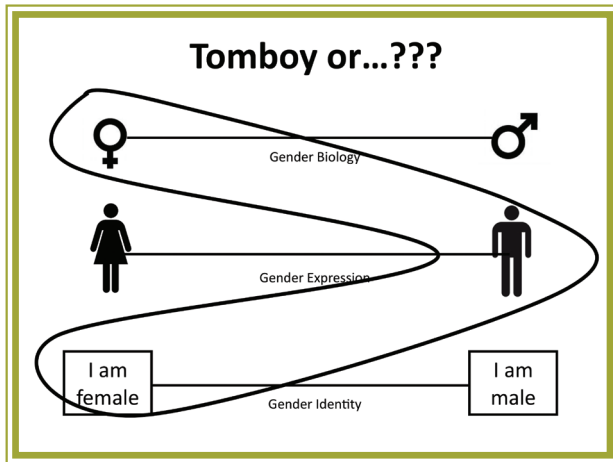 Tomboy or...???
Gender Biology
Gender Expression
I am
female
Gender Identity
I am
male